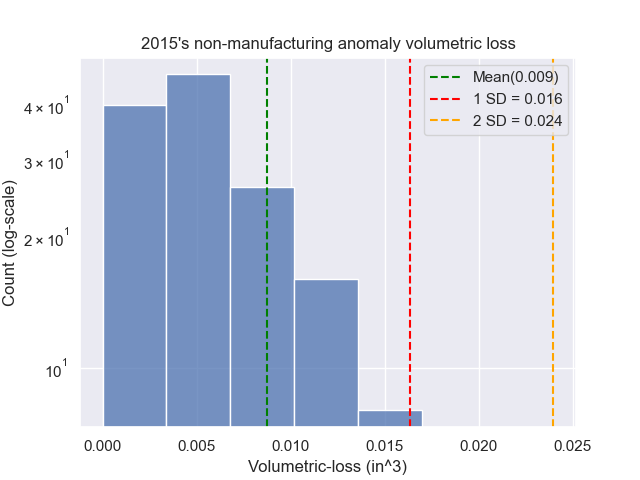 2015's non-manufacturing anomaly volumetric loss
Mean(0.009)
1 SD = 0.016
2 SD = 0.024
Count (log-scale)
4 × 10¹
3 × 10¹
2 × 10¹
10¹
0.000 0.005 0.010 0.015 0.020 0.025
Volumetric-loss (in^3)